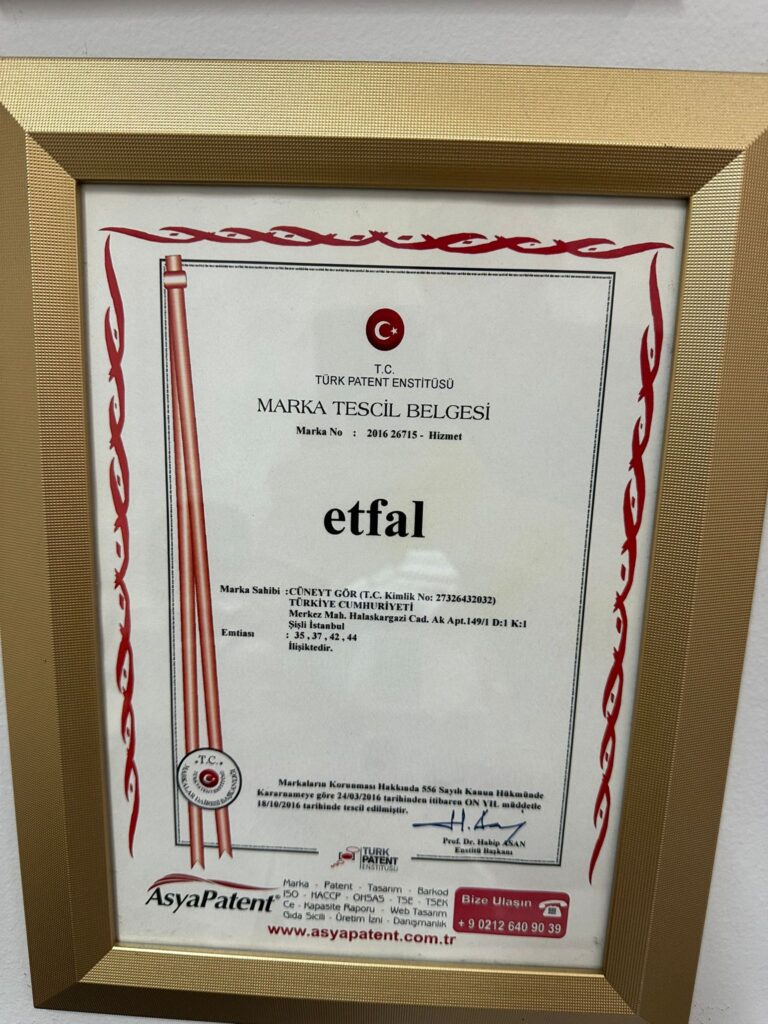 T.C.
TÜRK PATENT ENSTİTÜSÜ
MARKA TESCİL BELGESİ
Marka No : 2016 26715 - Hizmet
etfal
Marka Sahibi :CÜNEYT GÖR (T.C. Kimlik No: 27326432032)
TÜRKİYE CUMHURİYETİ
Merkez Mah. Halaskargazi Cad. Ak Apt.149/1 D:1 K:1
Şişli İstanbul
Emtiası : 35 , 37 , 42 , 44
İlişiktedir.
Markaların Korunması Hakkında 556 Sayılı Kanun Hükmünde
Kararnameye göre 24/03/2016 tarihinden itibaren ON YIL müddetle
18/10/2016 tarihinde tescil edilmiştir.
Prof. Dr. Habip ASAN
Enstitü Başkanı
T.C.
MARKALAR DAİRESİ BAŞKANLIĞI
TURK
PATENT
ENSTİTÜSÜ
AsyaPatent®
Marka - Patent - Tasarım - Barkod
ISO - HACCP - OHSAS - TSE - TSEK
Ce - Kapasite Raporu - Web Tasarım
Gıda Sicili - Üretim İzni - Danışmanlık
Bize Ulaşın
+ 9 0212 640 90 39
www.asyapatent.com.tr